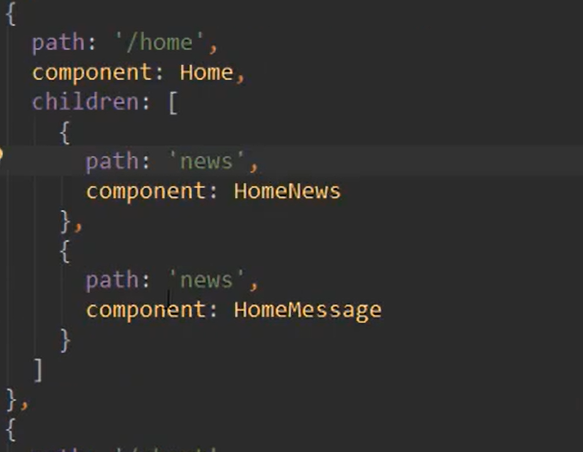 {
path: '/home',
component: Home,
children: [
{
path: 'news',
component: HomeNews
},
{
path: 'news',
component: HomeMessage
}
]
},
{